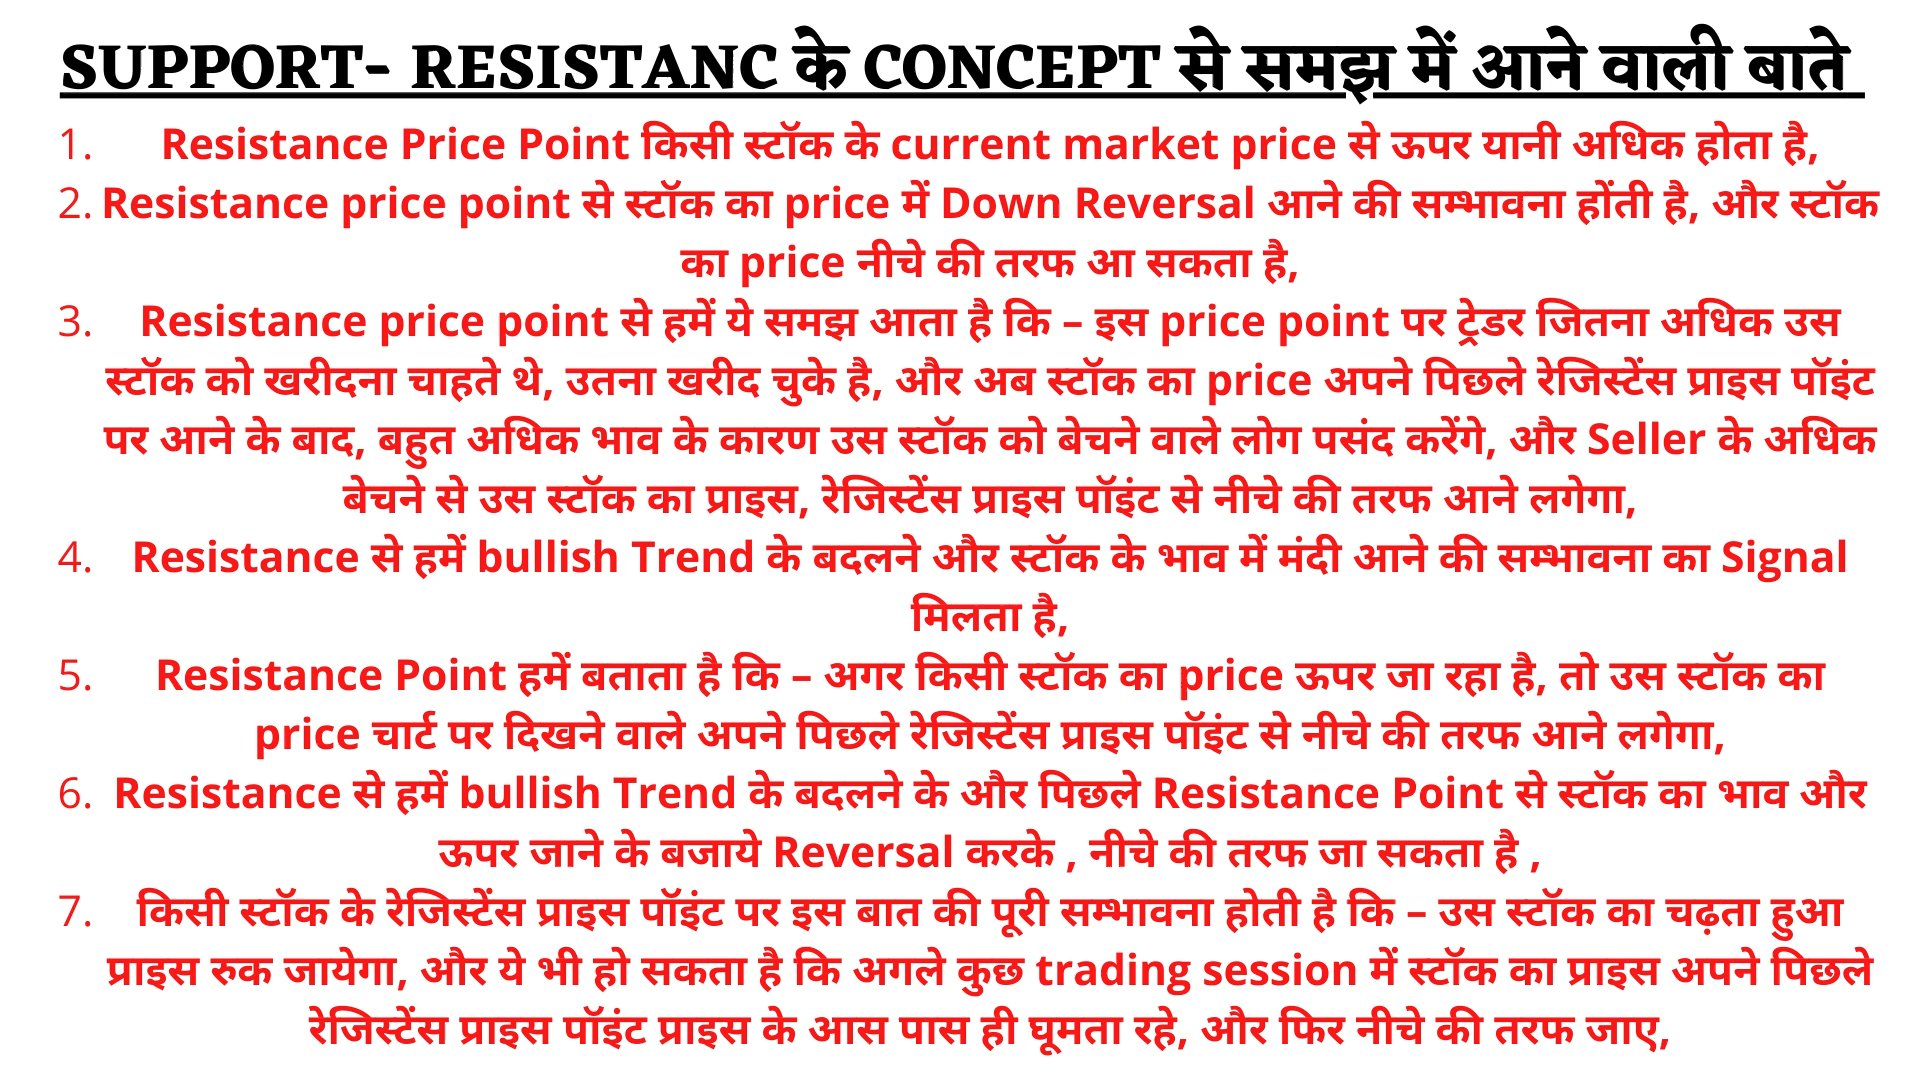 SUPPORT- RESISTANC के CONCEPT से समझ में आने वाली बाते
1. Resistance Price Point किसी स्टॉक के current market price से ऊपर यानी अधिक होता है,
2. Resistance price point से स्टॉक का price में Down Reversal आने की सम्भावना होंती है, और स्टॉक
का price नीचे की तरफ आ सकता है,
3. Resistance price point से हमें ये समझ आता है कि – इस price point पर ट्रेडर जितना अधिक उस
स्टॉक को खरीदना चाहते थे, उतना खरीद चुके है, और अब स्टॉक का price अपने पिछले रेजिस्टेंस प्राइस पॉइंट
पर आने के बाद, बहुत अधिक भाव के कारण उस स्टॉक को बेचने वाले लोग पसंद करेंगे, और Seller के अधिक
बेचने से उस स्टॉक का प्राइस, रेजिस्टेंस प्राइस पॉइंट से नीचे की तरफ आने लगेगा,
4. Resistance से हमें bullish Trend के बदलने और स्टॉक के भाव में मंदी आने की सम्भावना का Signal
मिलता है,
5. Resistance Point हमें बताता है कि – अगर किसी स्टॉक का price ऊपर जा रहा है, तो उस स्टॉक का
price चार्ट पर दिखने वाले अपने पिछले रेजिस्टेंस प्राइस पॉइंट से नीचे की तरफ आने लगेगा,
6. Resistance से हमें bullish Trend के बदलने के और पिछले Resistance Point से स्टॉक का भाव और
ऊपर जाने के बजाये Reversal करके , नीचे की तरफ जा सकता है ,
7. किसी स्टॉक के रेजिस्टेंस प्राइस पॉइंट पर इस बात की पूरी सम्भावना होती है कि – उस स्टॉक का चढ़ता हुआ
प्राइस रुक जायेगा, और ये भी हो सकता है कि अगले कुछ trading session में स्टॉक का प्राइस अपने पिछले
रेजिस्टेंस प्राइस पॉइंट प्राइस के आस पास ही घूमता रहे, और फिर नीचे की तरफ जाए,